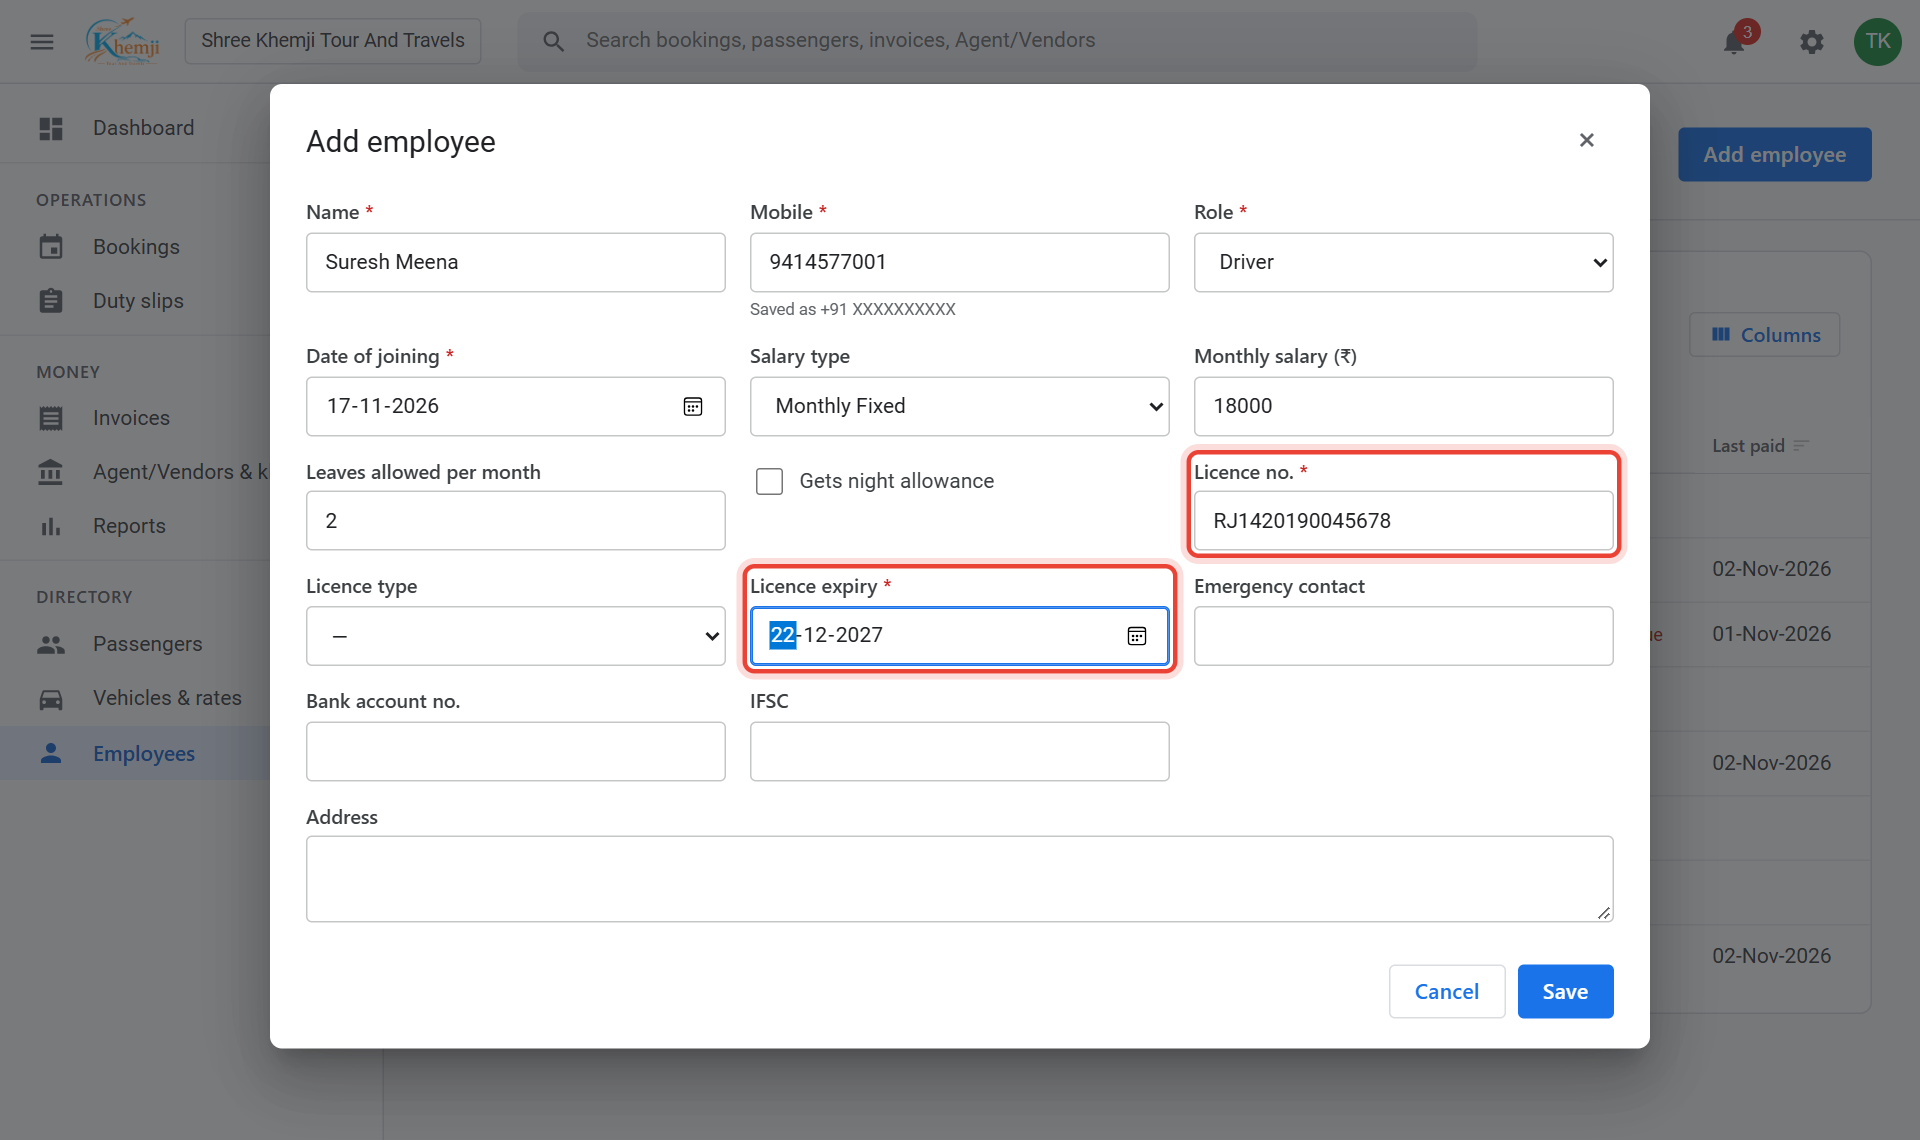 Khemji
Shree Khemji Tour And Travels
Search bookings, passengers, invoices, Agent/Vendors
3
TK
Dashboard
OPERATIONS
Bookings
Duty slips
MONEY
Invoices
Agent/Vendors & k
Reports
DIRECTORY
Passengers
Vehicles & rates
Employees
Add employee
Columns
Last paid
02-Nov-2026
01-Nov-2026
02-Nov-2026
02-Nov-2026
Add employee
Name *
Mobile *
Role *
Suresh Meena
9414577001
Driver
Saved as +91 XXXXXXXXXX
Date of joining *
Salary type
Monthly salary (₹)
17-11-2026
Monthly Fixed
18000
Leaves allowed per month
Gets night allowance
Licence no. *
2
RJ1420190045678
Licence type
Licence expiry *
Emergency contact
—
22-12-2027
Bank account no.
IFSC
Address
Cancel
Save